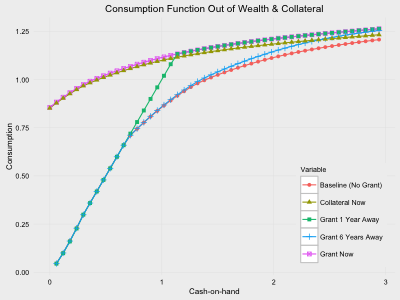 Consumption Function Out of Wealth & Collateral
1.25
1.00
0.75
0.50
0.25
0.00
Consumption
0
1
2
3
Cash-on-hand
Variable
Baseline (No Grant)
Collateral Now
Grant 1 Year Away
Grant 6 Years Away
Grant Now